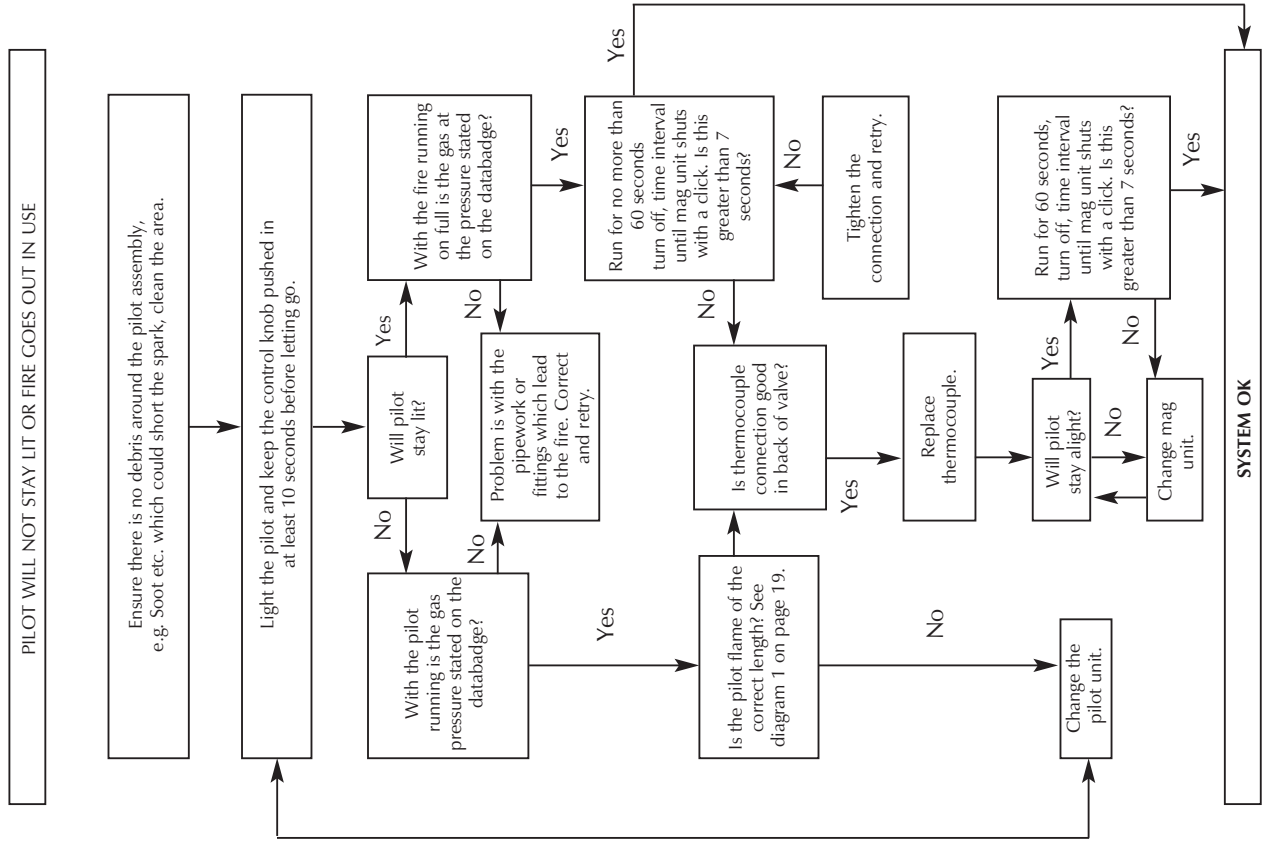 PILOT WILL NOT STAY LIT OR FIRE GOES OUT IN USE
Ensure there is no debris around the pilot assembly,
e.g. Soot etc. which could short the spark, clean the area.
Light the pilot and keep the control knob pushed in
at least 10 seconds before letting go.
Will pilot
stay lit?
No
Yes
With the pilot
running is the gas
pressure stated on the
databadge?
With the fire running
on full is the gas at
the pressure stated
on the databadge?
No
No
Problem is with the
pipework or
fittings which lead
to the fire. Correct
and retry.
Yes
Yes
Run for no more than
60 seconds
turn off, time interval
until mag unit shuts
with a click. Is this
greater than 7
seconds?
Yes
No
No
Is the pilot flame of the
correct length? See
diagram 1 on page 19.
Is thermocouple
connection good
in back of valve?
Tighten the
connection and retry.
Yes
No
Replace
thermocouple.
Will pilot
stay alight?
Yes
Run for 60 seconds,
turn off, time interval
until mag unit shuts
with a click. Is this
greater than 7 seconds?
No
No
Change the
pilot unit.
Change mag
unit.
Yes
SYSTEM OK